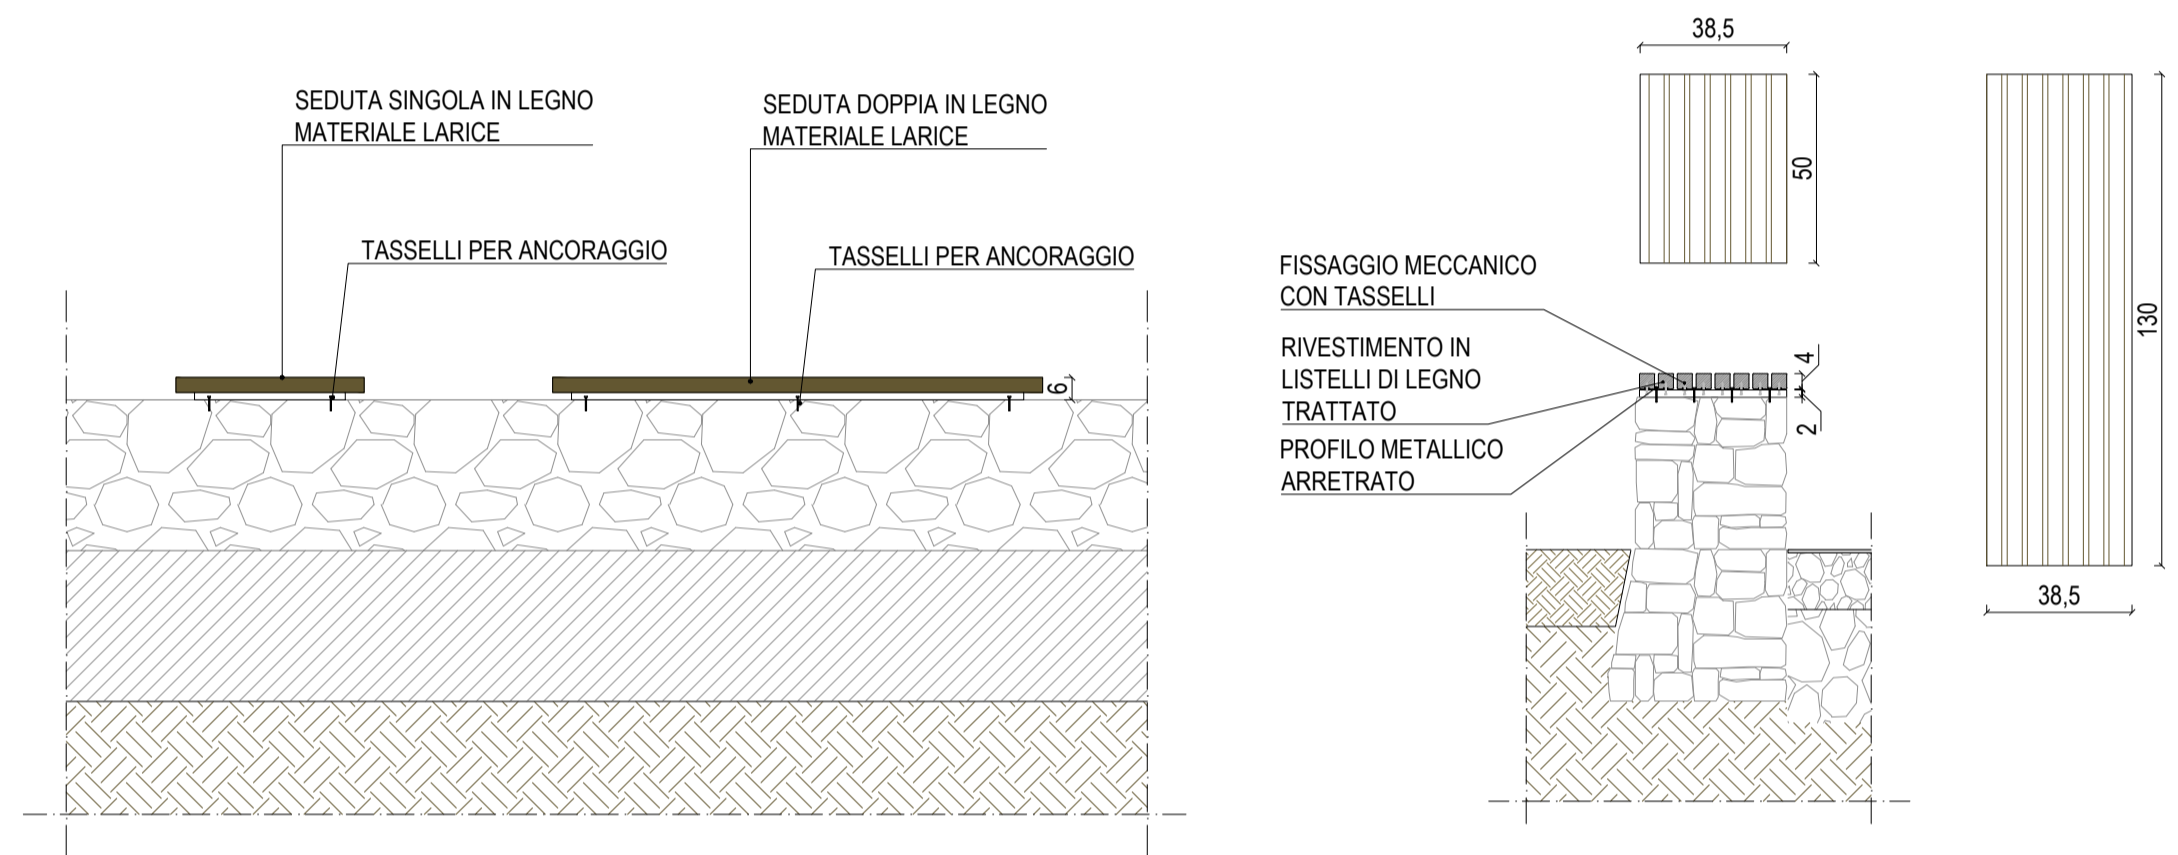 SEDUTA SINGOLA IN LEGNO
MATERIALE LARICE
TASSELLI PER ANCORAGGIO
SEDUTA DOPPIA IN LEGNO
MATERIALE LARICE
TASSELLI PER ANCORAGGIO
6
38,5
50
FISSAGGIO MECCANICO
CON TASSELLI
RIVESTIMENTO IN
LISTELLI DI LEGNO
TRATTATO
PROFILO METALLICO
ARRETRATO
4
2
130
38,5